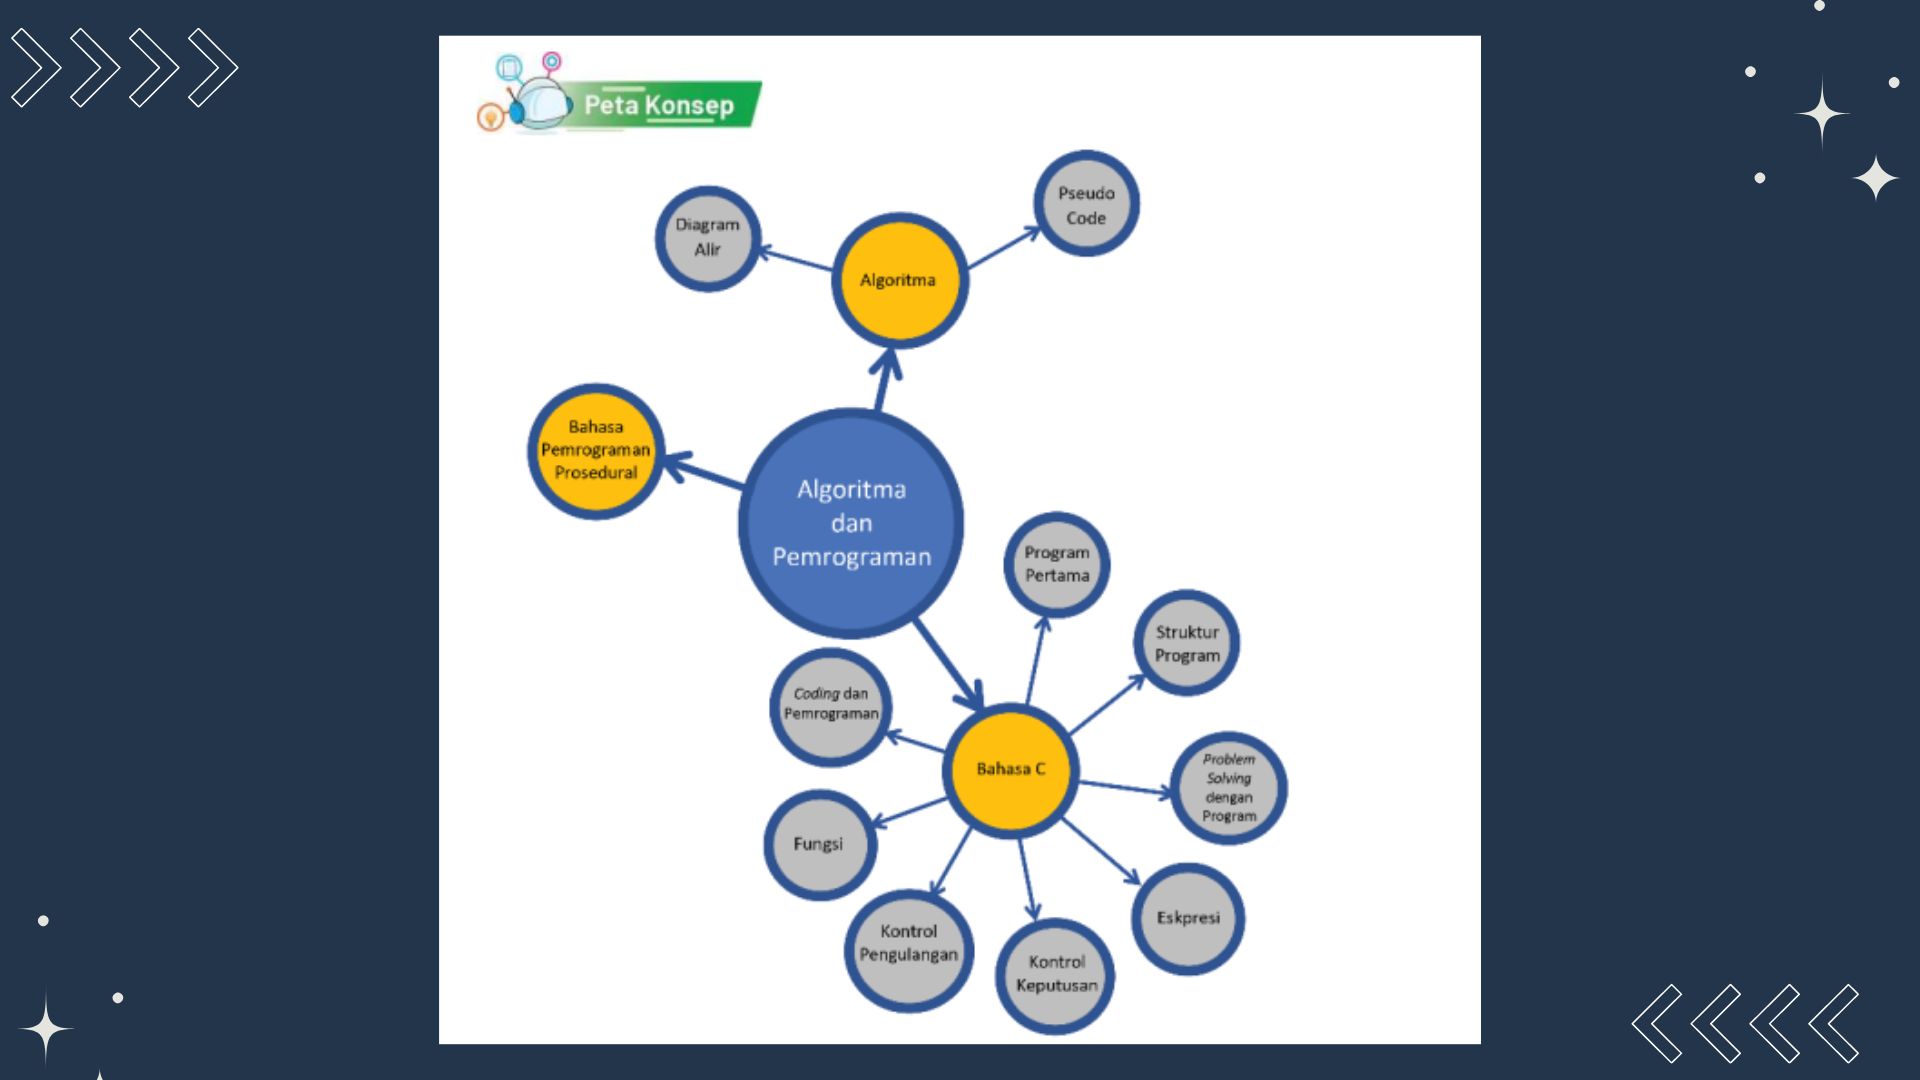 Peta Konsep
Diagram
Alir
Algoritma
Pseudo
Code
Bahasa
Pemrograman
Prosedural
Algoritma
dan
Pemrograman
Program
Pertama
Struktur
Program
Coding dan
Pemrograman
Bahasa C
Problem
Solving
dengan
Program
Fungsi
Kontrol
Pengulangan
Kontrol
Keputusan
Eskpresi